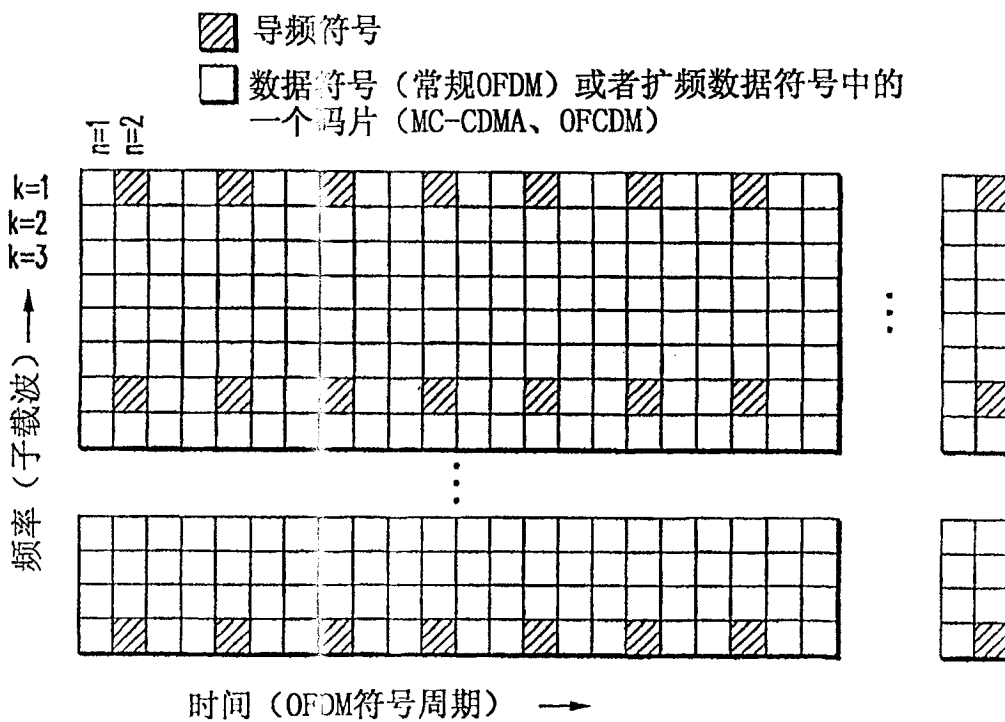 导频符号
数据符号（常规OFDM）或者扩频数据符号中的
一个码片（MC-CDMA、OFCDM）
n=1
n=2
k=1
k=2
k=3
频率（子载波）
时间（OFDM符号周期）